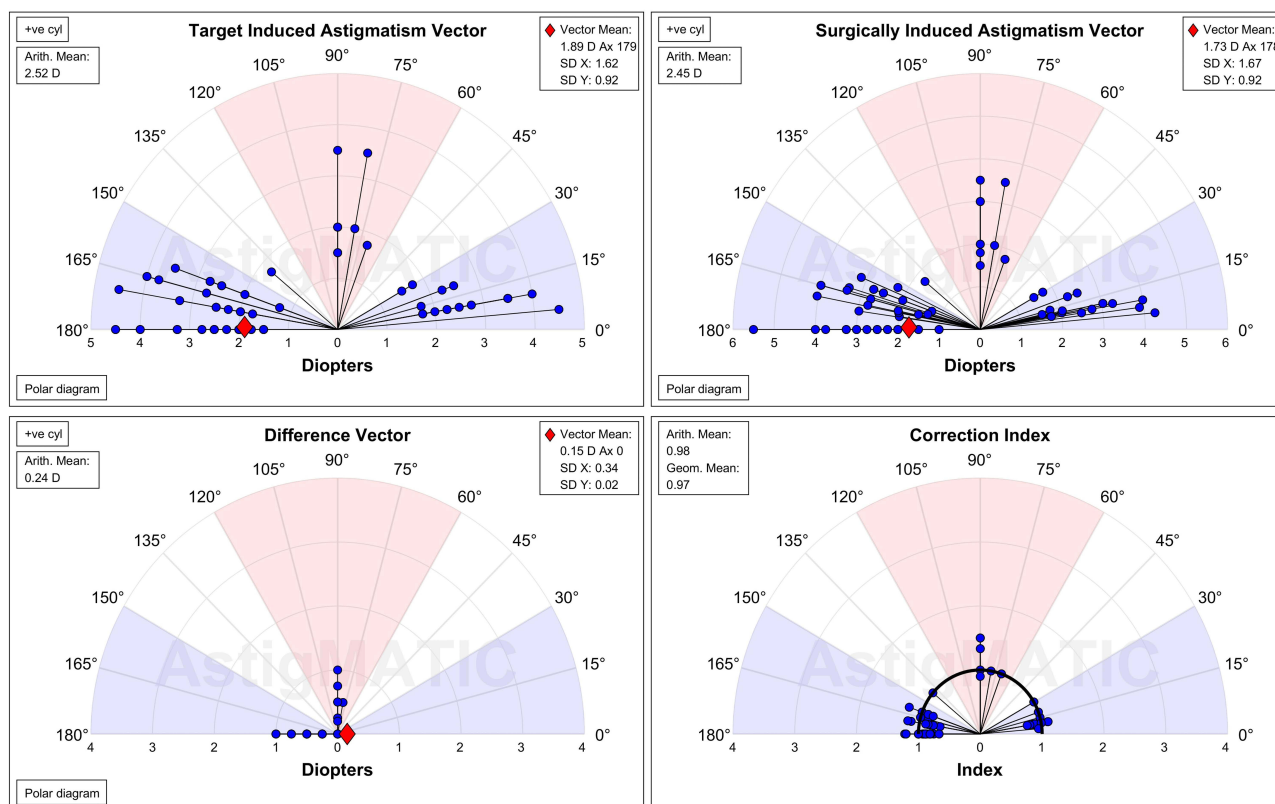 +ve cyl
Target Induced Astigmatism Vector
Arith. Mean:
2.52 D
Vector Mean:
1.89 D Ax 179
SD X: 1.62
SD Y: 0.92
90°
105°
75°
120°
60°
135°
45°
150°
30°
165°
15°
180°
0°
5
4
3
2
1
0
1
2
3
4
5
AstigMATIC
Diopters
Polar diagram
+ve cyl
Surgically Induced Astigmatism Vector
Arith. Mean:
2.45 D
Vector Mean:
1.73 D Ax 178
SD X: 1.67
SD Y: 0.92
90°
105°
75°
120°
60°
135°
45°
150°
30°
165°
15°
180°
0°
6
5
4
3
2
1
0
1
2
3
4
5
6
AstigMATIC
Diopters
Polar diagram
+ve cyl
Difference Vector
Arith. Mean:
0.24 D
Vector Mean:
0.15 D Ax 0
SD X: 0.34
SD Y: 0.02
90°
105°
75°
120°
60°
135°
45°
150°
30°
165°
15°
180°
0°
4
3
2
1
0
1
2
3
4
AstigMATIC
Diopters
Polar diagram
Correction Index
Arith. Mean:
0.98
Geom. Mean:
0.97
90°
105°
75°
120°
60°
135°
45°
150°
30°
165°
15°
180°
0°
4
3
2
1
0
1
2
3
4
AstigMATIC
Index